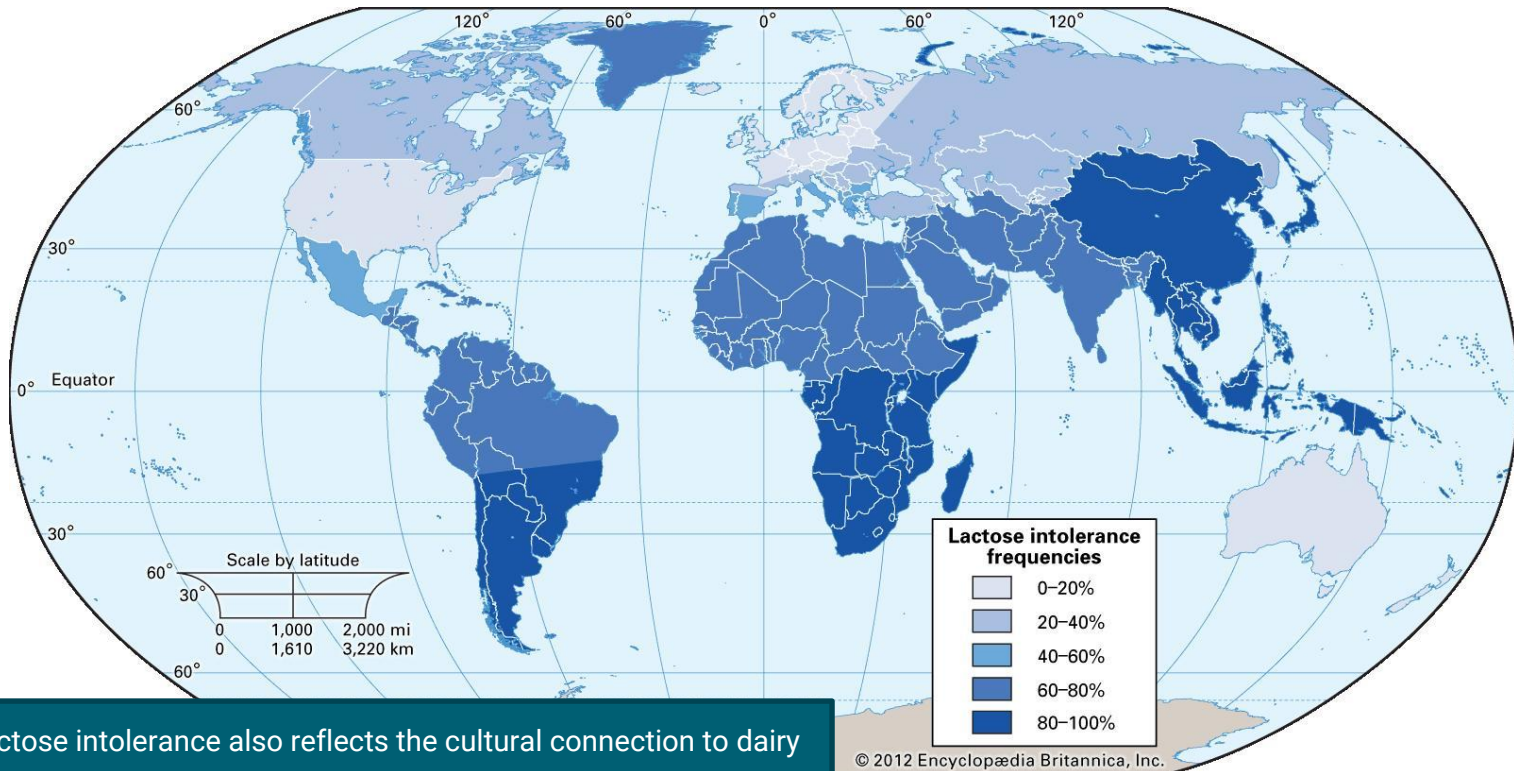 120° 60° 0° 60° 120°
60°
30°
0° Equator
30°
60°
Scale by latitude
60°
30°
0 1,000 2,000 mi
0 1,610 3,220 km
Lactose intolerance
frequencies
0–20%
20–40%
40–60%
60–80%
80–100%
ctose intolerance also reflects the cultural connection to dairy
© 2012 Encyclopædia Britannica, Inc.